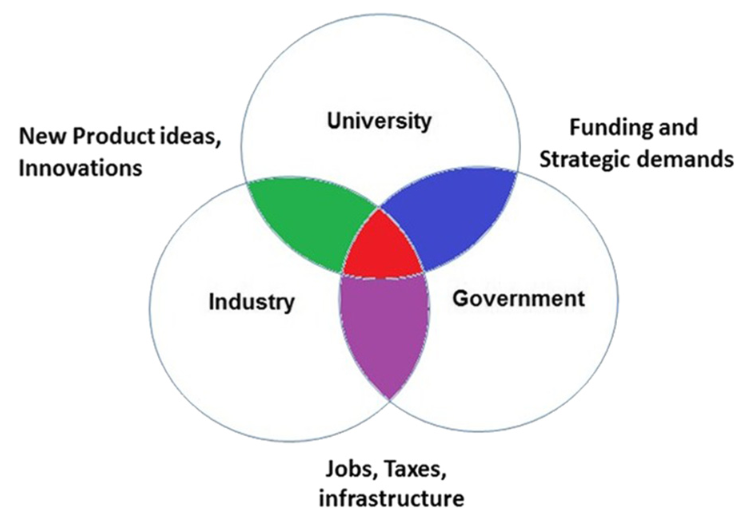 University
New Product ideas,
Innovations
Funding and
Strategic demands
Industry
Government
Jobs, Taxes,
infrastructure